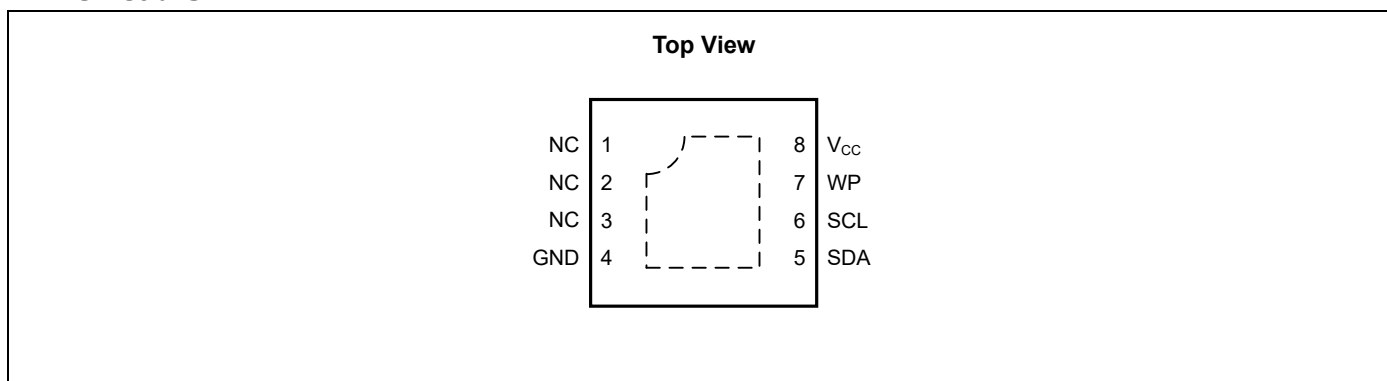 Top View
NC 1 8 VCC
NC 2 7 WP
NC 3 6 SCL
GND 4 5 SDA